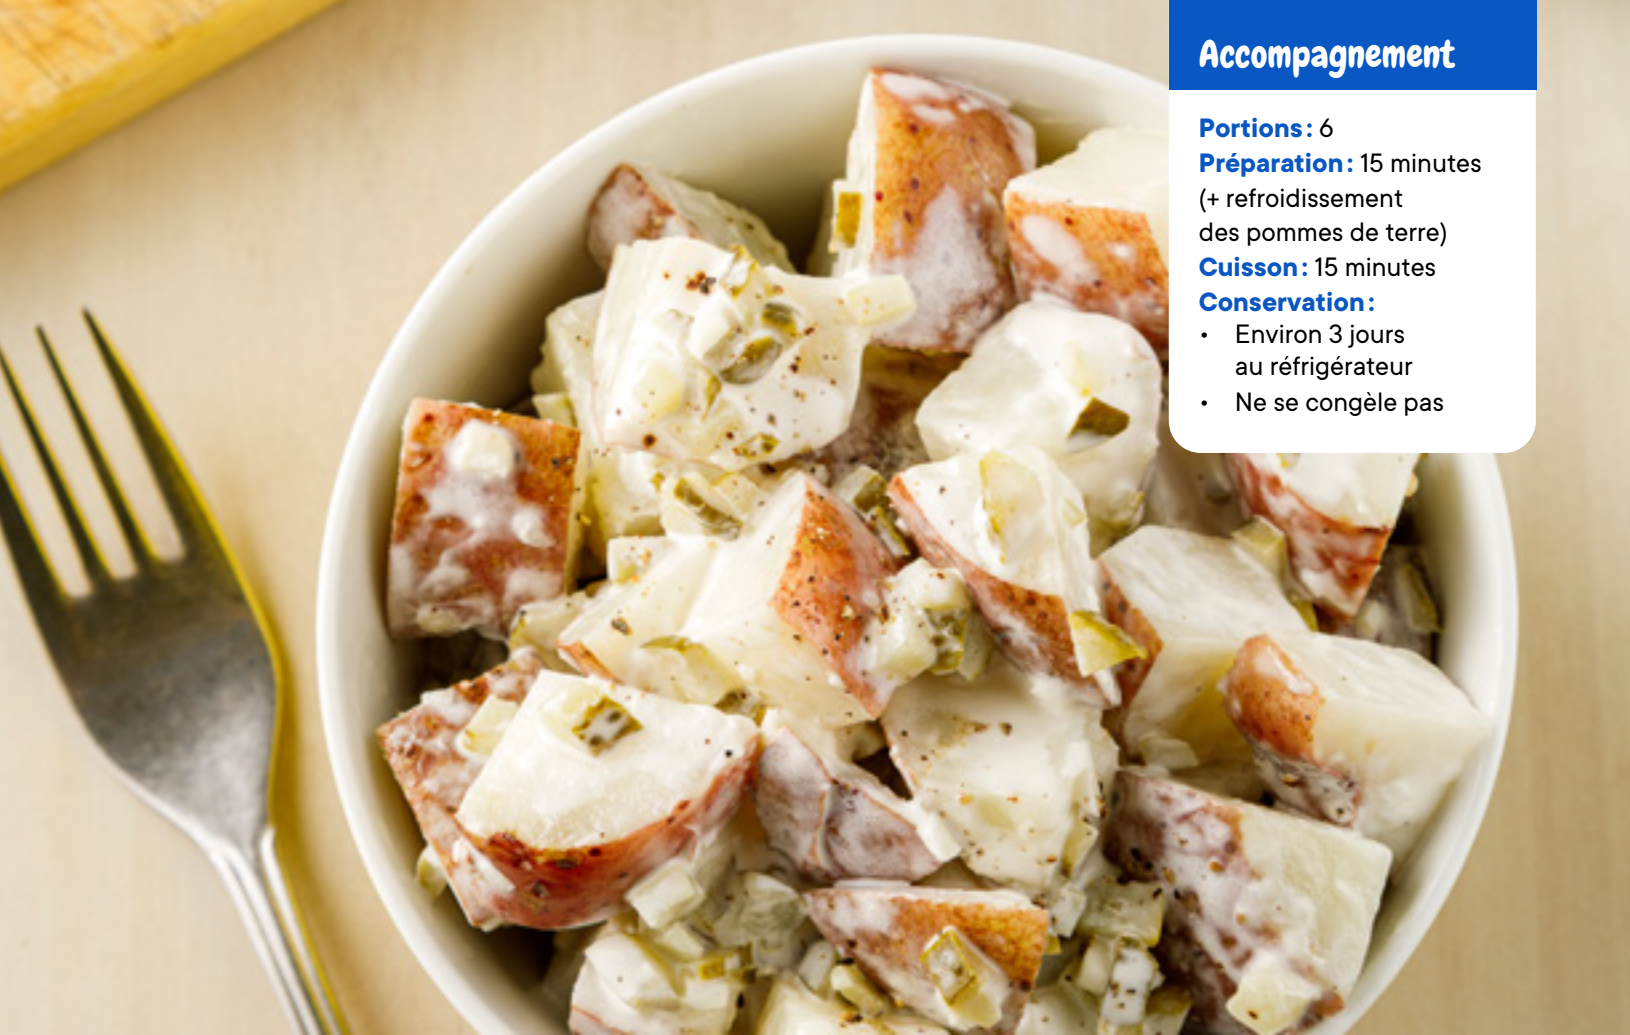 Accompagnement
Portions : 6
Préparation : 15 minutes
(+ refroidissement
des pommes de terre)
Cuisson : 15 minutes
Conservation :
• Environ 3 jours
au réfrigérateur
• Ne se congèle pas